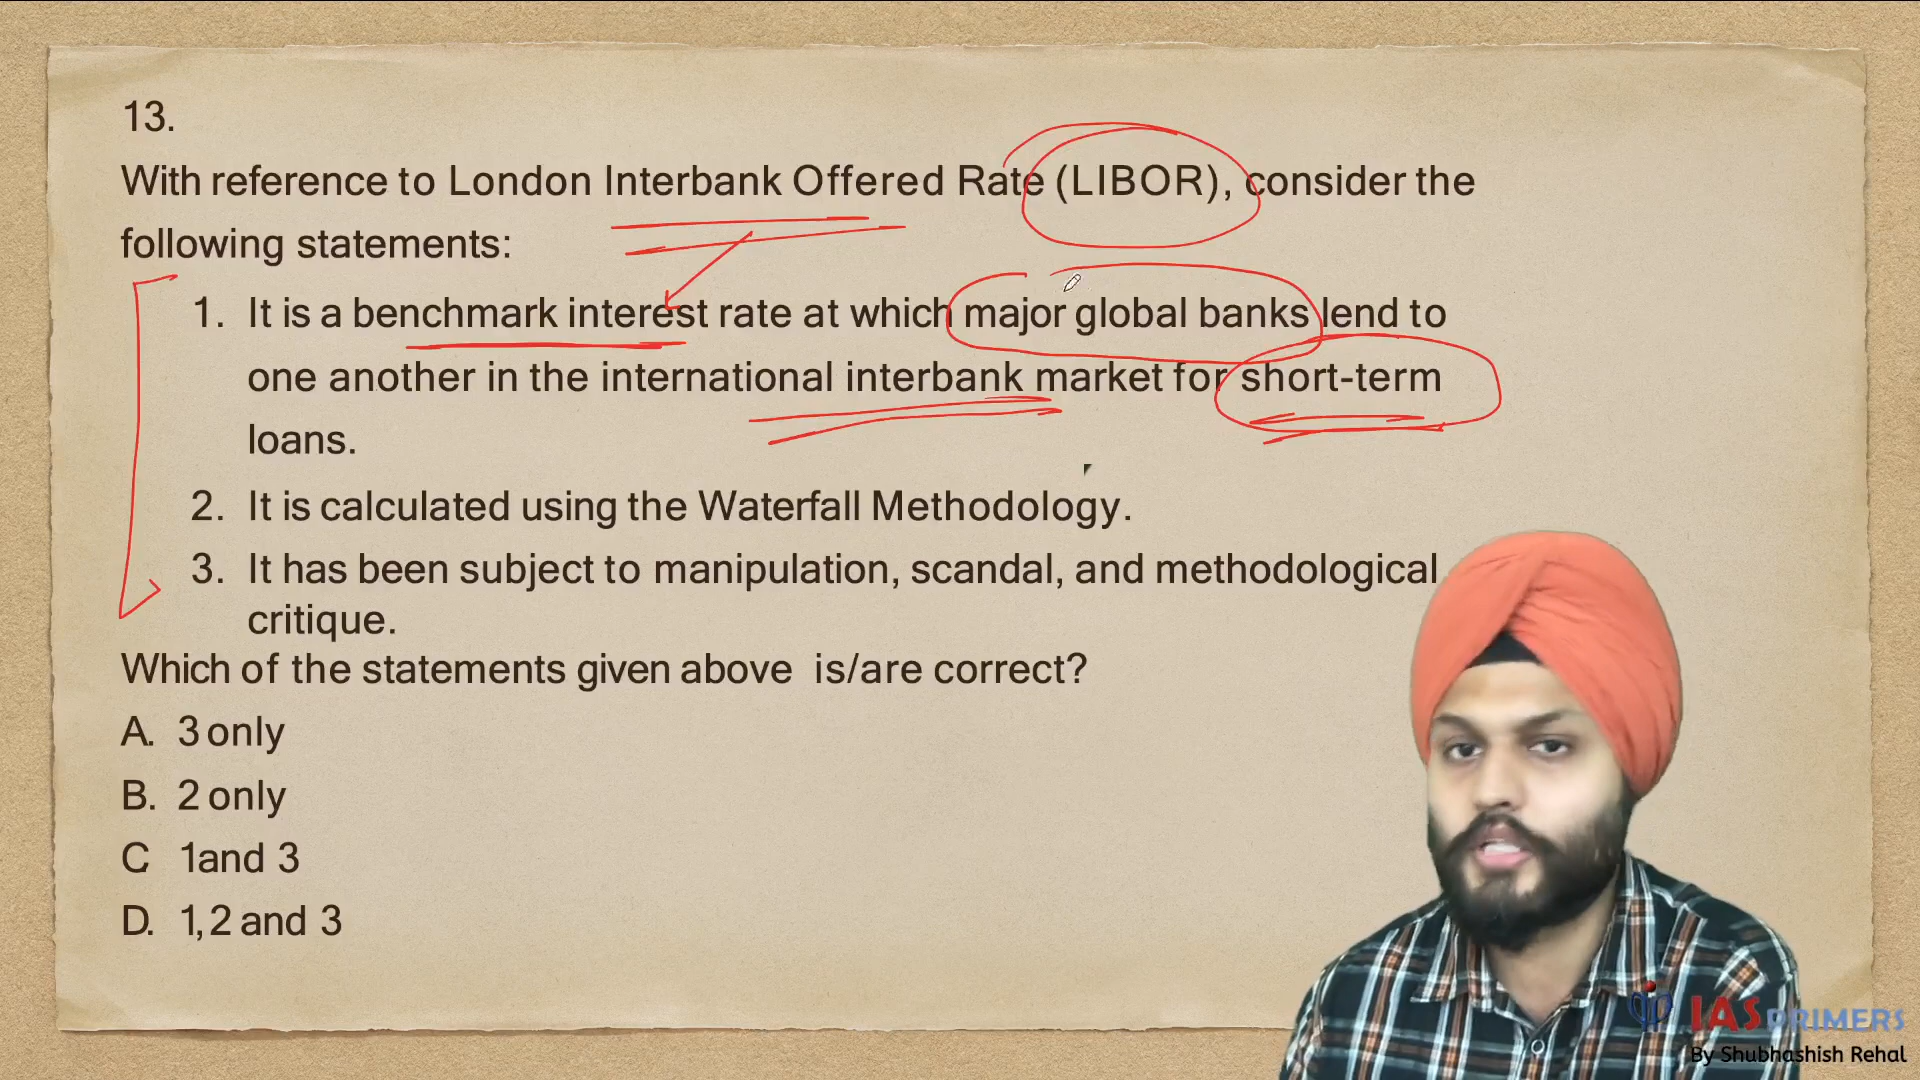 13.
With reference to London Interbank Offered Rate (LIBOR), consider the
following statements:
1. It is a benchmark interest rate at which major global banks lend to
one another in the international interbank market for short-term
loans.
2. It is calculated using the Waterfall Methodology.
3. It has been subject to manipulation, scandal, and methodological
critique.
Which of the statements given above is/are correct?
A. 3 only
B. 2 only
C 1and 3
D. 1,2 and 3
IAS PRIMERS
By Shubhashish Rehal